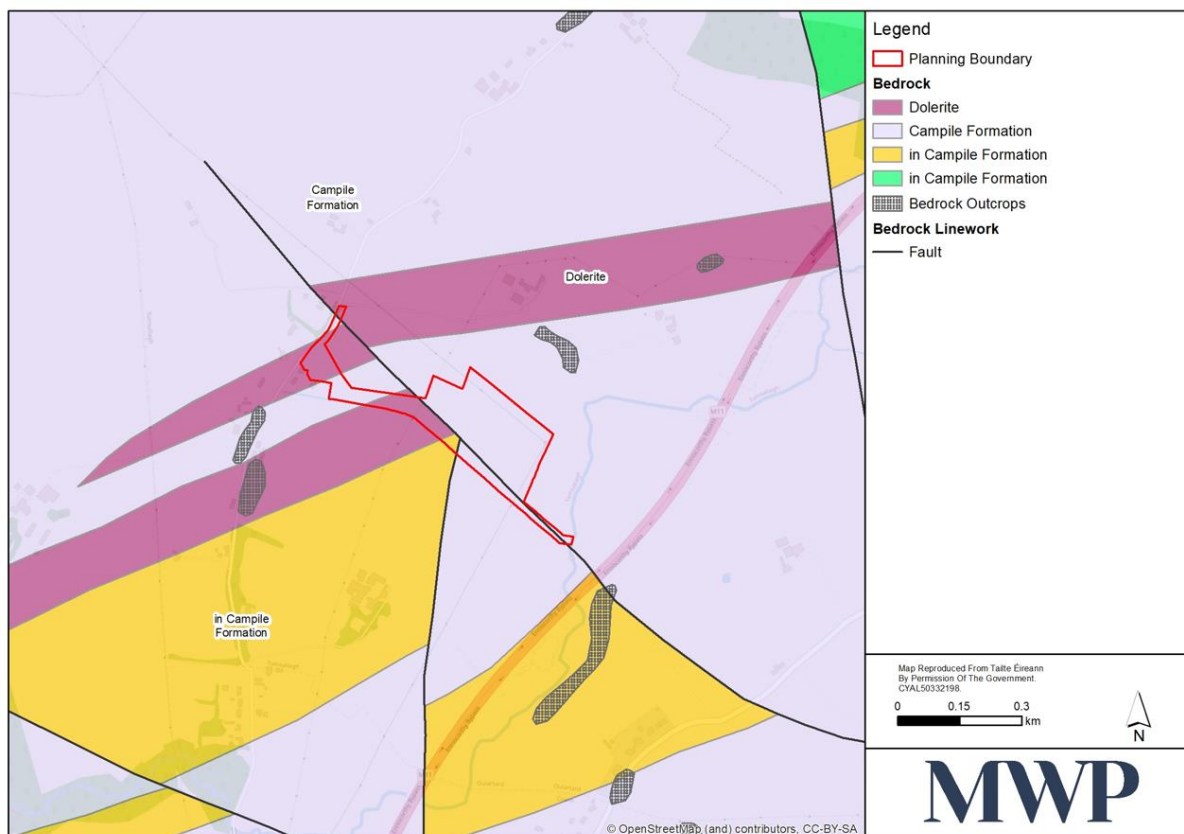 Campile
Formation
Dolerite
in Campile
Formation
M11
M11
© OpenStreetMap (and) contributors, CC-BY-SA
Legend
Planning Boundary
Bedrock
Dolerite
Campile Formation
in Campile Formation
in Campile Formation
Bedrock Outcrops
Bedrock Linework
Fault
Map Reproduced From Tailte Éireann
By Permission Of The Government.
CYAL50332198.
0 0.15 0.3
km
N
MWP